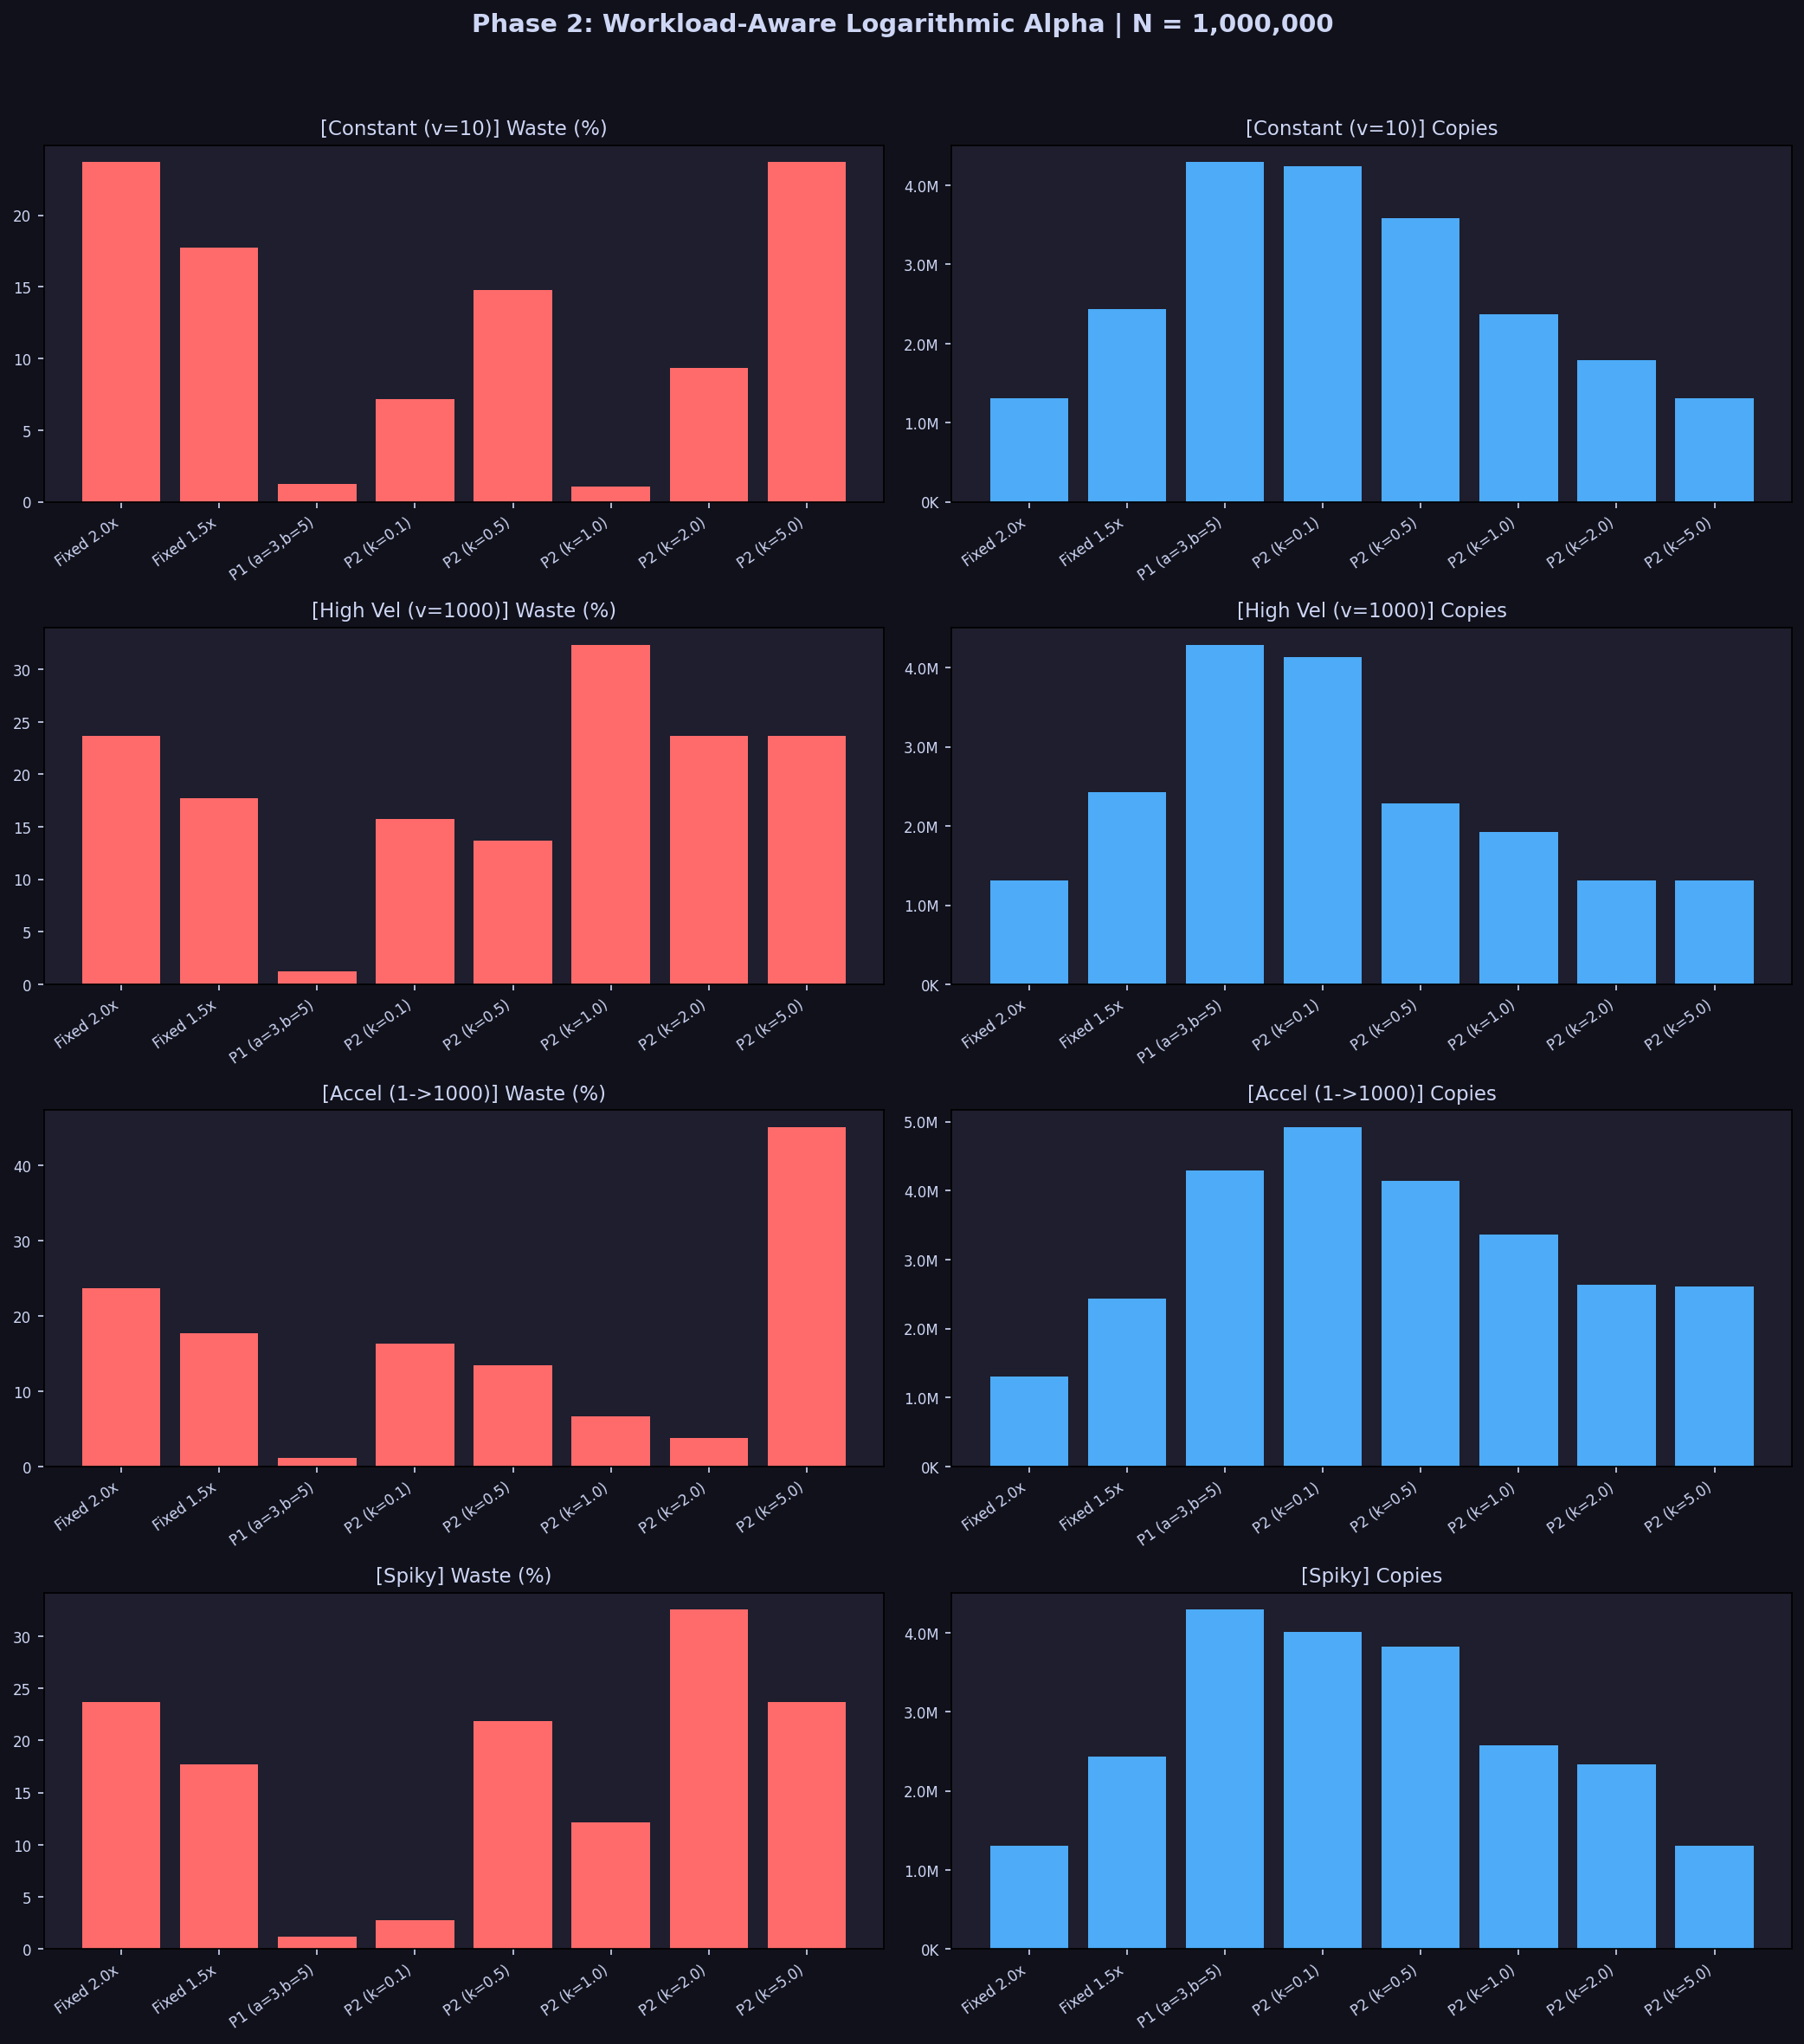 Phase 2: Workload-Aware Logarithmic Alpha | N = 1,000,000
[Constant (v=10)] Waste (%)
20
15
10
5
0
Fixed 2.0x
Fixed 1.5x
P1 (a=3,b=5)
P2 (k=0.1)
P2 (k=0.5)
P2 (k=1.0)
P2 (k=2.0)
P2 (k=5.0)
[Constant (v=10)] Copies
4.0M
3.0M
2.0M
1.0M
0K
Fixed 2.0x
Fixed 1.5x
P1 (a=3,b=5)
P2 (k=0.1)
P2 (k=0.5)
P2 (k=1.0)
P2 (k=2.0)
P2 (k=5.0)
[High Vel (v=1000)] Waste (%)
30
25
20
15
10
5
0
Fixed 2.0x
Fixed 1.5x
P1 (a=3,b=5)
P2 (k=0.1)
P2 (k=0.5)
P2 (k=1.0)
P2 (k=2.0)
P2 (k=5.0)
[High Vel (v=1000)] Copies
4.0M
3.0M
2.0M
1.0M
0K
Fixed 2.0x
Fixed 1.5x
P1 (a=3,b=5)
P2 (k=0.1)
P2 (k=0.5)
P2 (k=1.0)
P2 (k=2.0)
P2 (k=5.0)
[Accel (1->1000)] Waste (%)
40
30
20
10
0
Fixed 2.0x
Fixed 1.5x
P1 (a=3,b=5)
P2 (k=0.1)
P2 (k=0.5)
P2 (k=1.0)
P2 (k=2.0)
P2 (k=5.0)
[Accel (1->1000)] Copies
5.0M
4.0M
3.0M
2.0M
1.0M
0K
Fixed 2.0x
Fixed 1.5x
P1 (a=3,b=5)
P2 (k=0.1)
P2 (k=0.5)
P2 (k=1.0)
P2 (k=2.0)
P2 (k=5.0)
[Spiky] Waste (%)
30
25
20
15
10
5
0
Fixed 2.0x
Fixed 1.5x
P1 (a=3,b=5)
P2 (k=0.1)
P2 (k=0.5)
P2 (k=1.0)
P2 (k=2.0)
P2 (k=5.0)
[Spiky] Copies
4.0M
3.0M
2.0M
1.0M
0K
Fixed 2.0x
Fixed 1.5x
P1 (a=3,b=5)
P2 (k=0.1)
P2 (k=0.5)
P2 (k=1.0)
P2 (k=2.0)
P2 (k=5.0)